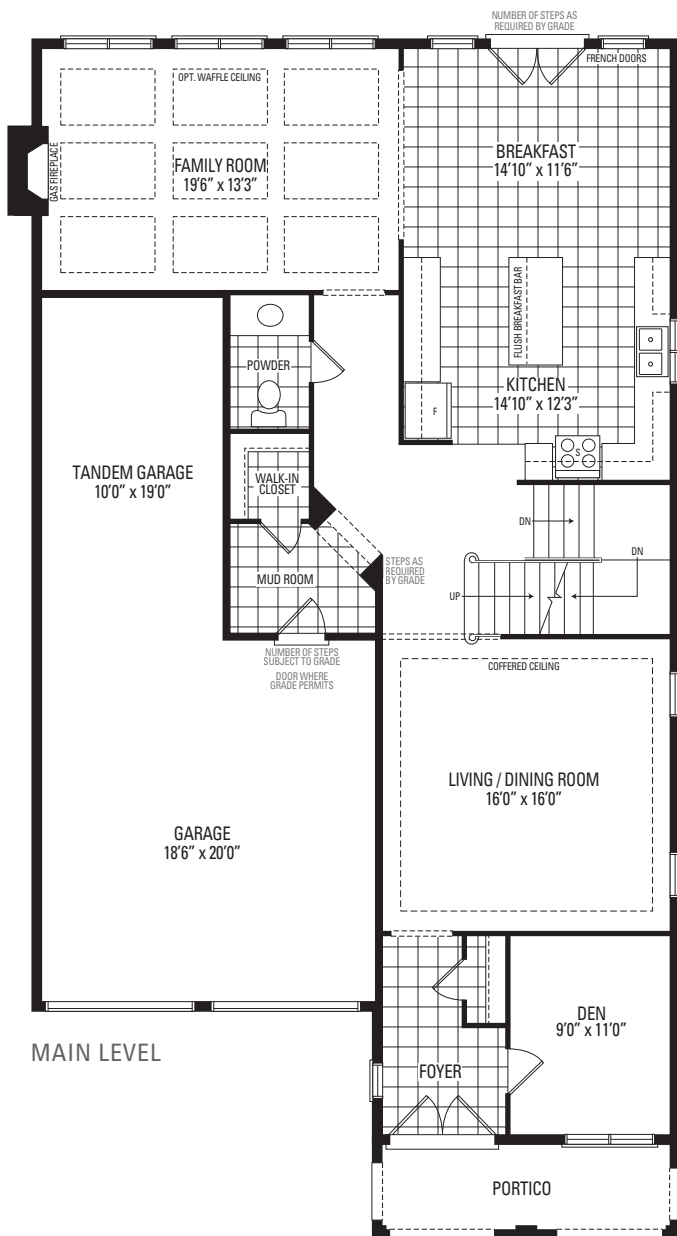 NUMBER OF STEPS AS
REQUIRED BY GRADE
FRENCH DOORS
OPT. WAFFLE CEILING
GAS FIREPLACE
FAMILY ROOM
19'6" x 13'3"
BREAKFAST
14'10" x 11'6"
FLUSH BREAKFAST BAR
POWDER
KITCHEN
14'10" x 12'3"
F
S
TANDEM GARAGE
10'0" x 19'0"
WALK-IN
CLOSET
DN
MUD ROOM
STEPS AS
REQUIRED
BY GRADE
DN
UP
NUMBER OF STEPS
SUBJECT TO GRADE
DOOR WHERE
GRADE PERMITS
COFFERED CEILING
LIVING / DINING ROOM
16'0" x 16'0"
GARAGE
18'6" x 20'0"
DEN
9'0" x 11'0"
MAIN LEVEL
FOYER
PORTICO